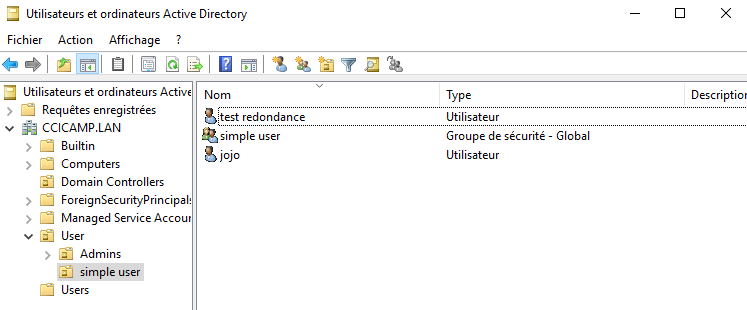 Utilisateurs et ordinateurs Active Directory
Fichier Action Affichage ?
Utilisateurs et ordinateurs Active
Requêtes enregistrées
CCICAMP.LAN
Builtin
Computers
Domain Controllers
ForeignSecurityPrincipals
Managed Service Accour
User
Admins
simple user
Users
Nom Type Description
test redondance Utilisateur
simple user Groupe de sécurité - Global
jojo Utilisateur